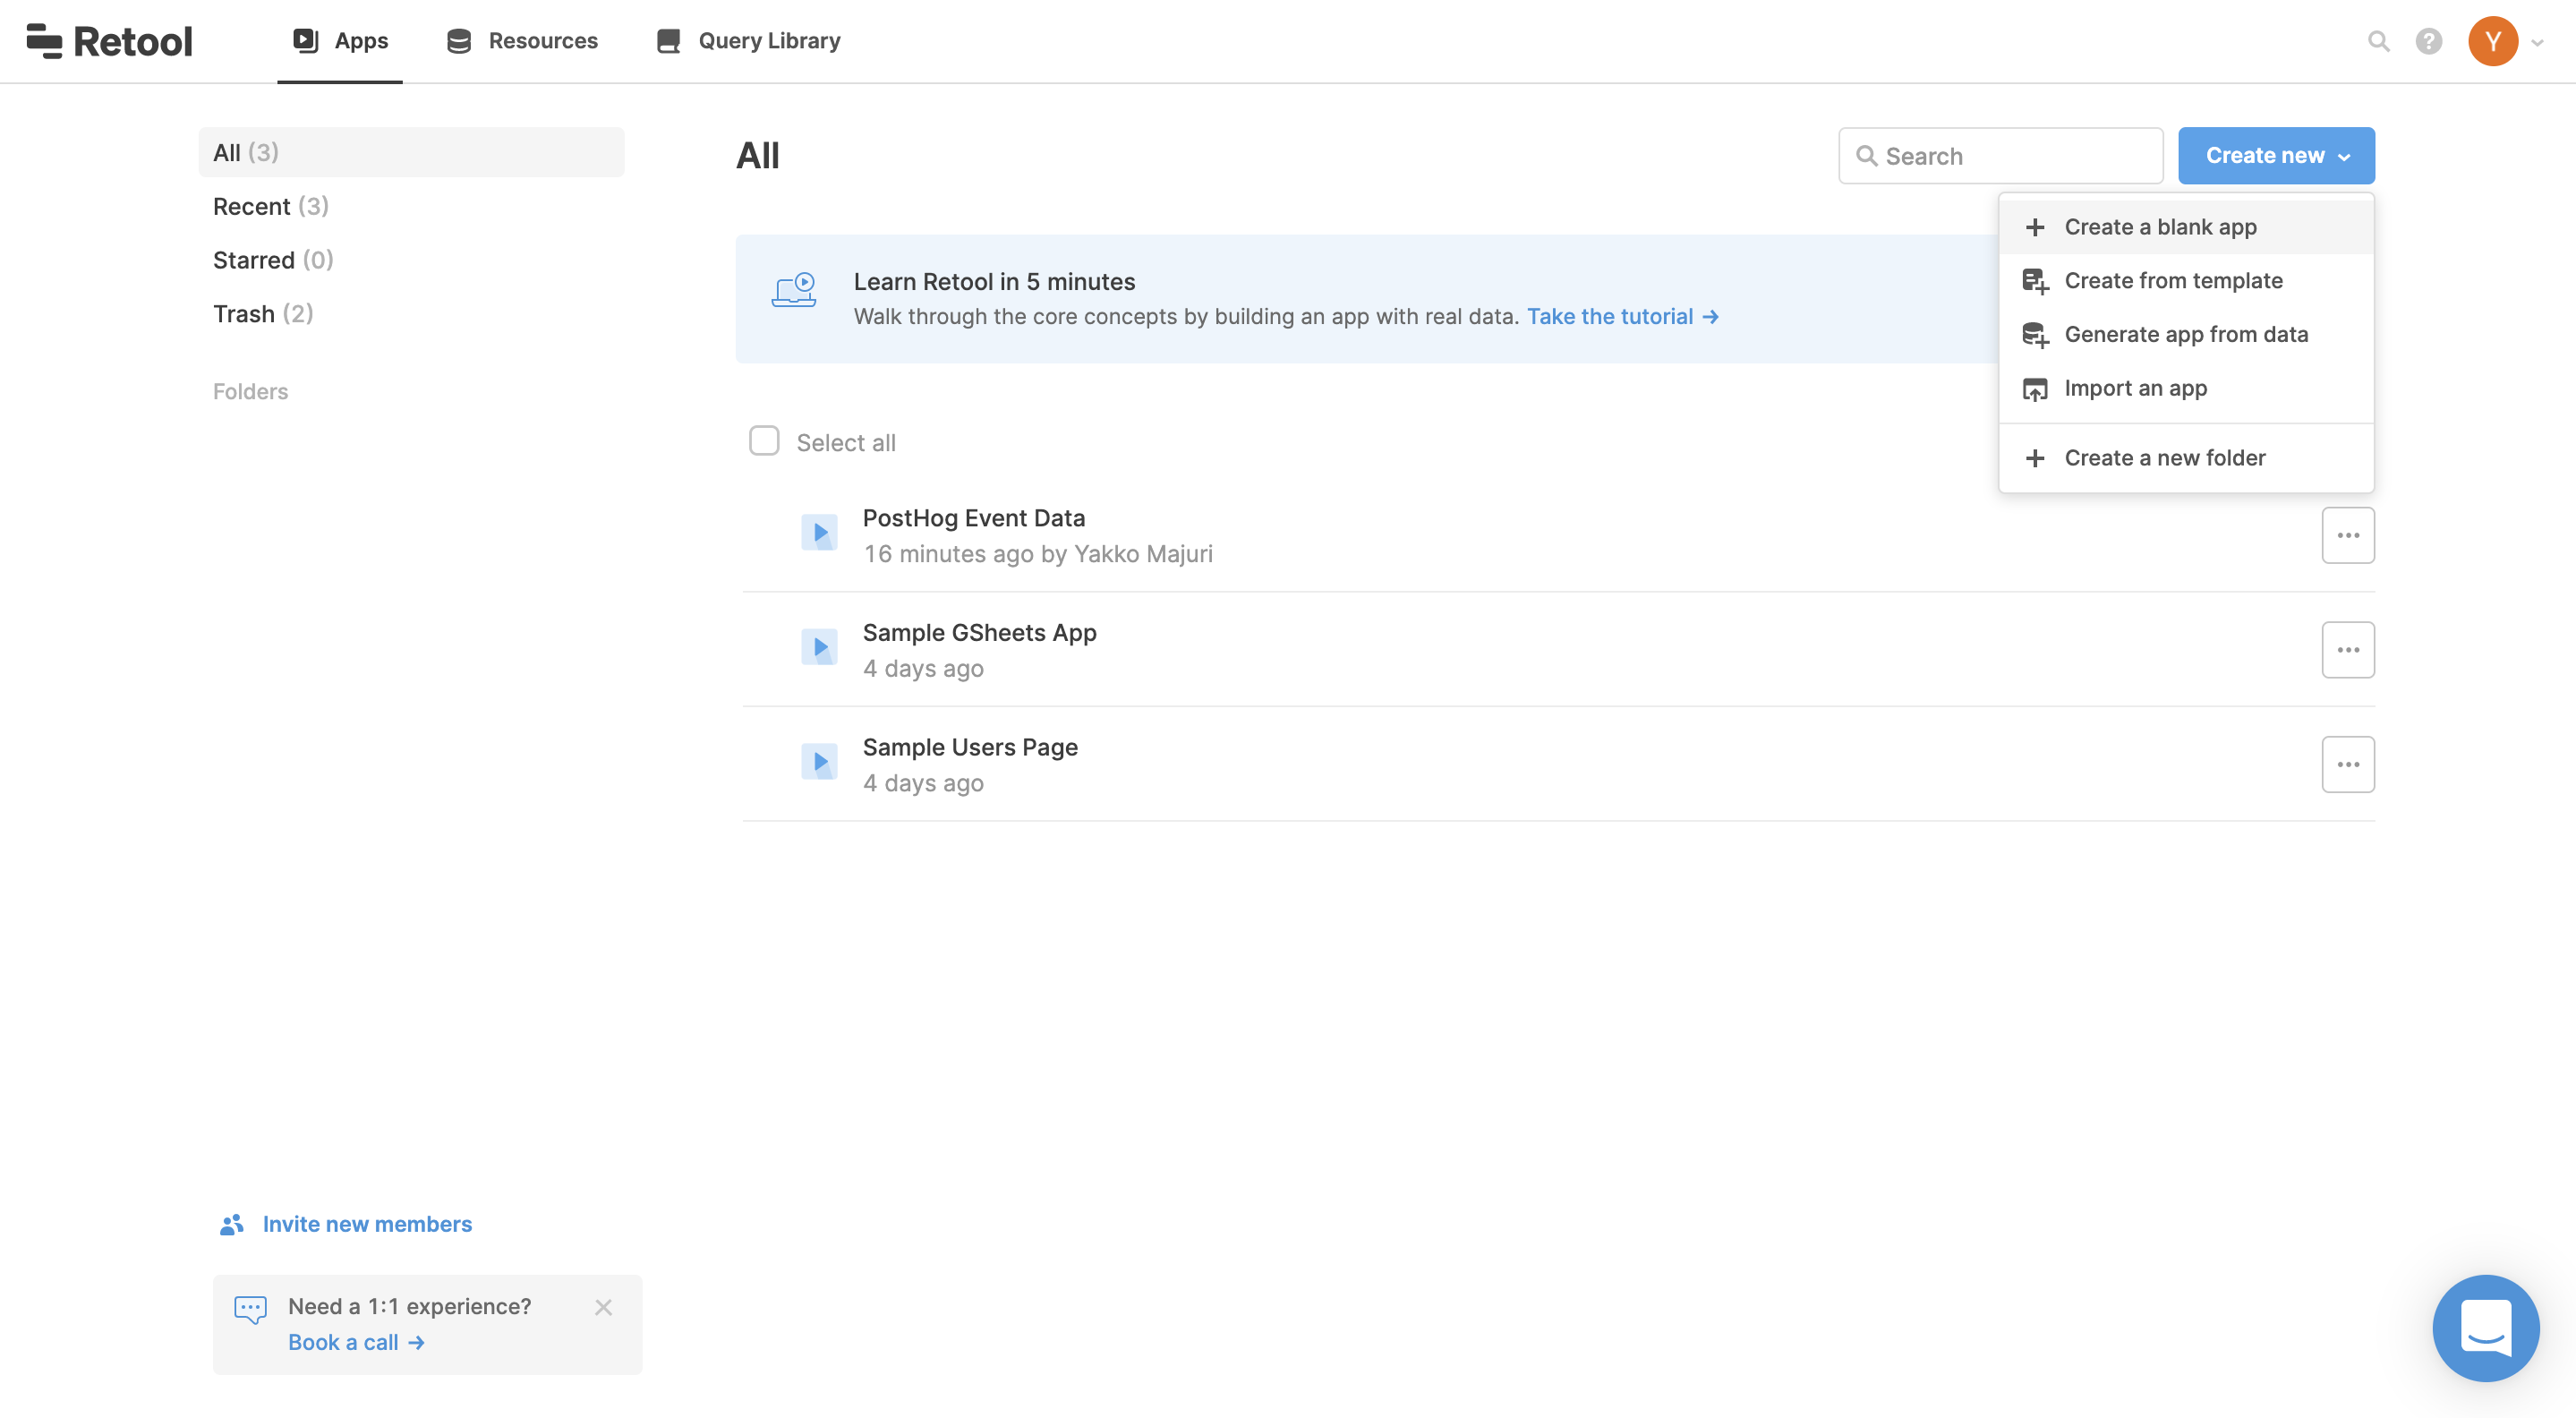 Retool
Apps
Resources
Query Library
?
Y
All (3)
Recent (3)
Starred (0)
Trash (2)
Folders
All
Search
Create new
Create a blank app
Create from template
Generate app from data
Import an app
Create a new folder
Learn Retool in 5 minutes
Walk through the core concepts by building an app with real data. Take the tutorial →
Select all
PostHog Event Data
16 minutes ago by Yakko Majuri
Sample GSheets App
4 days ago
Sample Users Page
4 days ago
Invite new members
Need a 1:1 experience?
Book a call →